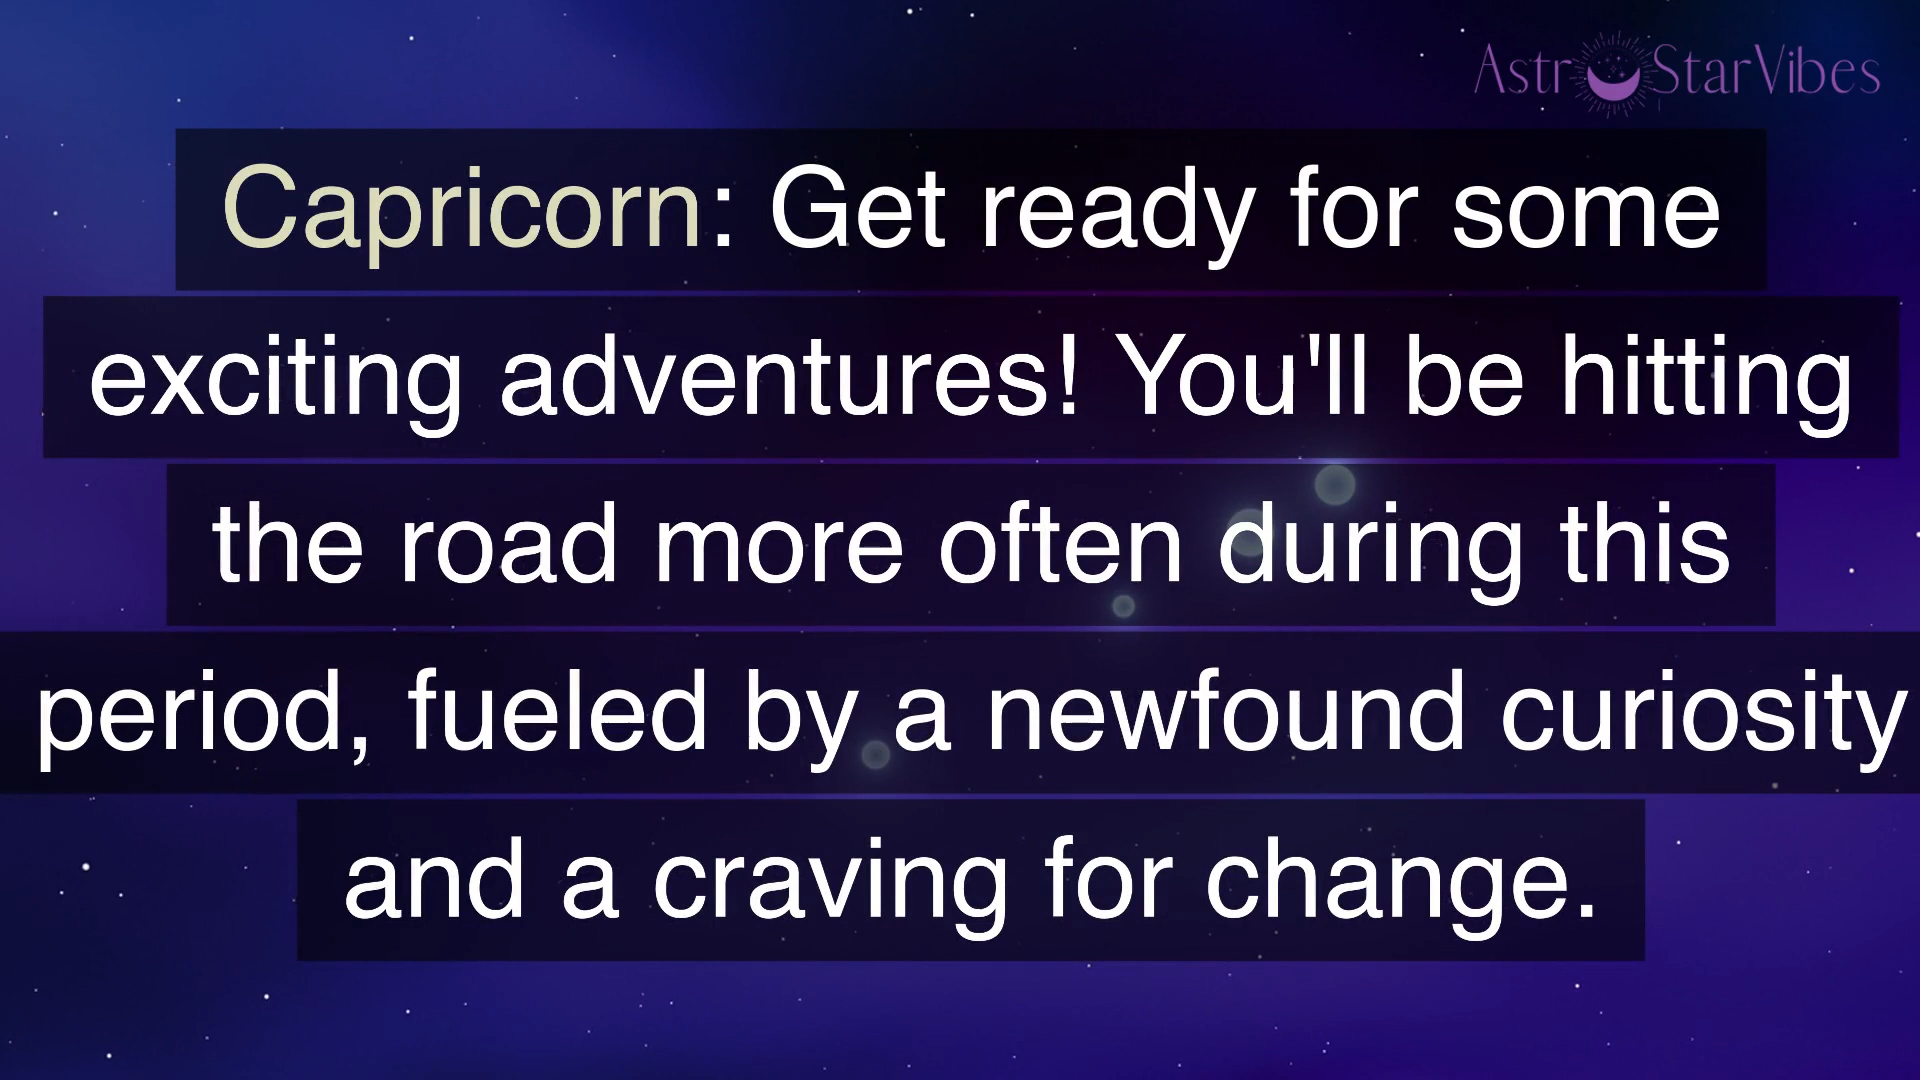 AstroStarVibes
Capricorn: Get ready for some
exciting adventures! You'll be hitting
the road more often during this
period, fueled by a newfound curiosity
and a craving for change.